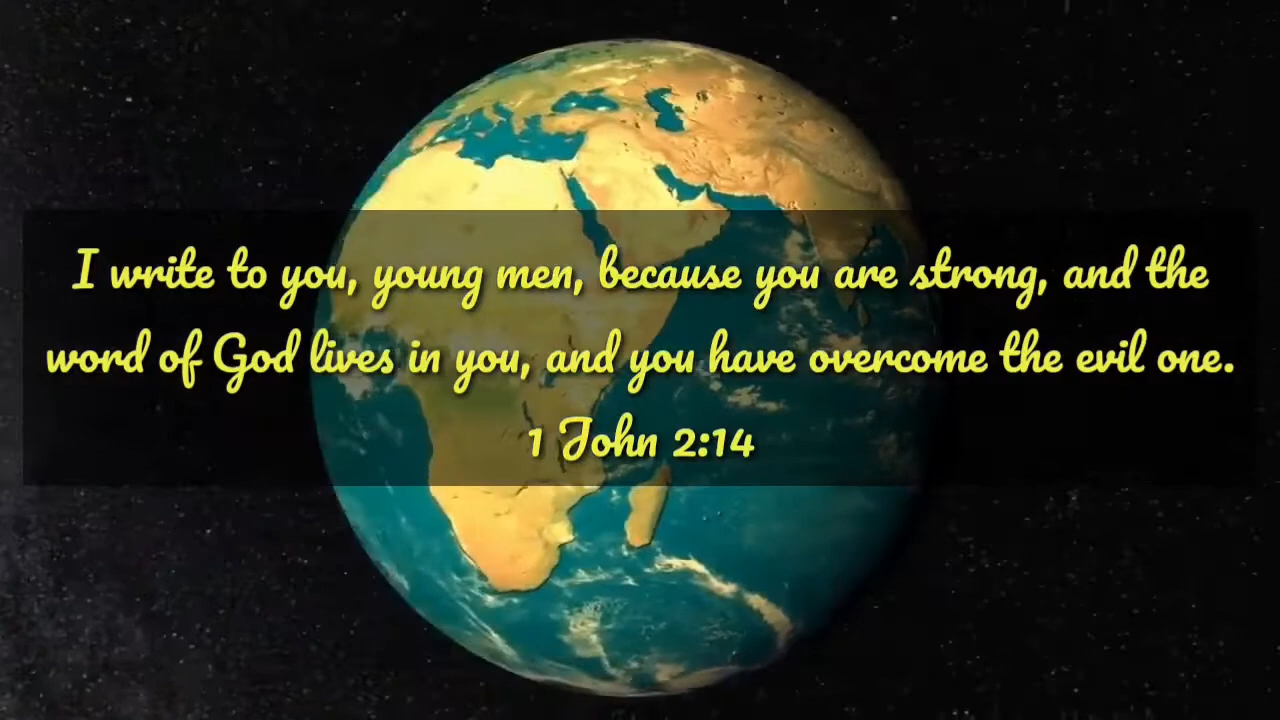 I write to you, young men, because you are strong, and the
word of God lives in you, and you have overcome the evil one.
1 John 2:14